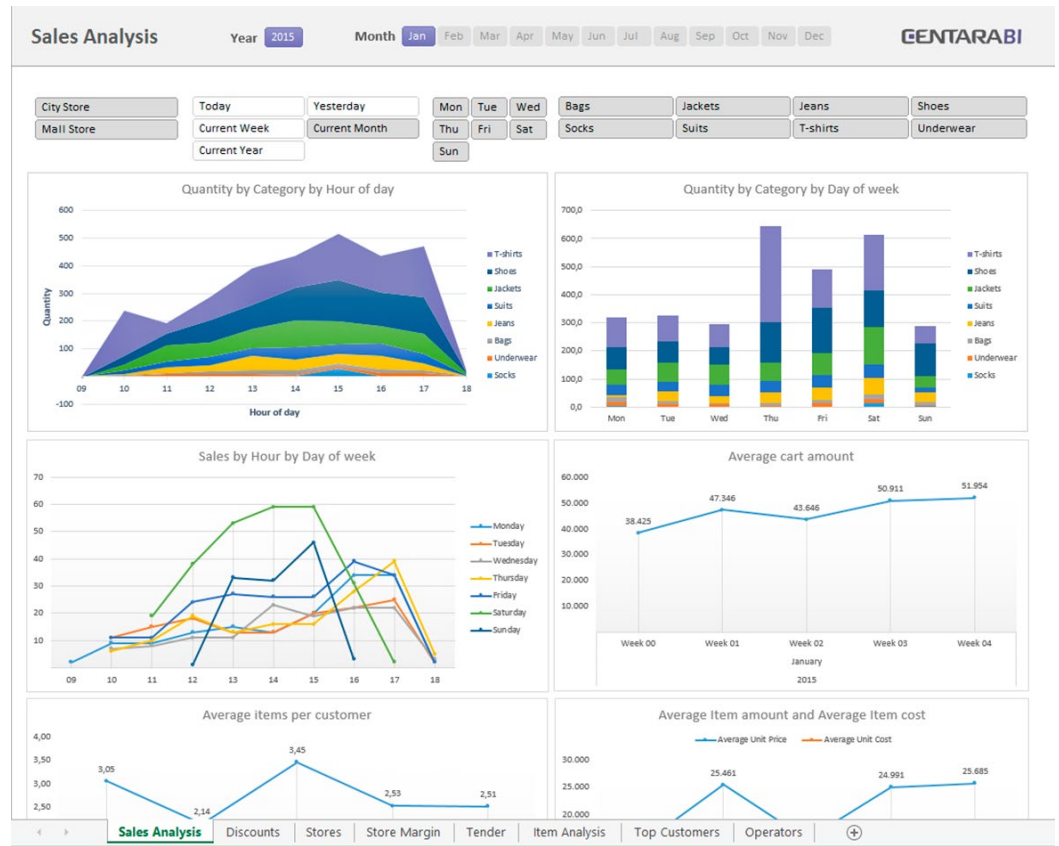 Sales Analysis
Year 2015
Month Jan Feb Mar Apr May Jun Jul Aug Sep Oct Nov Dec
GENTARABI
City Store
Mall Store
Today Yesterday
Current Week Current Month
Current Year
Mon Tue Wed
Thu Fri Sat
Sun
Bags Jackets Jeans Shoes
Socks Suits T-shirts Underwear
Quantity by Category by Hour of day
600
500
400
300
200
100
-100
Quantity
09 10 11 12 13 14 15 16 17 18
Hour of day
T-shirts
Shoes
Jackets
Suits
Jeans
Bags
Underwear
Socks
Quantity by Category by Day of week
700,0
600,0
500,0
400,0
300,0
200,0
100,0
0,0
Mon Tue Wed Thu Fri Sat Sun
T-shirts
Shoes
Jackets
Suits
Jeans
Bags
Underwear
Socks
Sales by Hour by Day of week
70
60
50
40
30
20
10
09 10 11 12 13 14 15 16 17 18
Monday
Tuesday
Wednesday
Thursday
Friday
Saturday
Sunday
Average cart amount
60.000
50.000
40.000
30.000
20.000
10.000
38.425
47.346
43.646
50.911
51.954
Week 00 Week 01 Week 02 Week 03 Week 04
January
2015
Average items per customer
4,00
3,50
3,00
2,50
3,05
2,14
3,45
2,53
2,51
Average Item amount and Average Item cost
Average Unit Price Average Unit Cost
30.000
25.000
20.000
25.461
24.991
25.685
Sales Analysis Discounts Stores Store Margin Tender Item Analysis Top Customers Operators